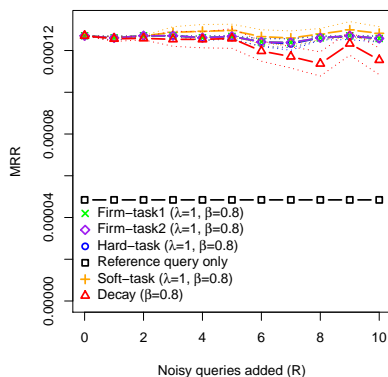 0.00012
MRR
0.00004
0.00000
Firm-task1 (λ=1, β=0.8)
Firm-task2 (λ=1, β=0.8)
Hard-task (λ=1, β=0.8)
Reference query only
Soft-task (λ=1, β=0.8)
Decay (β=0.8)
0 2 4 6 8 10
Noisy queries added (R)